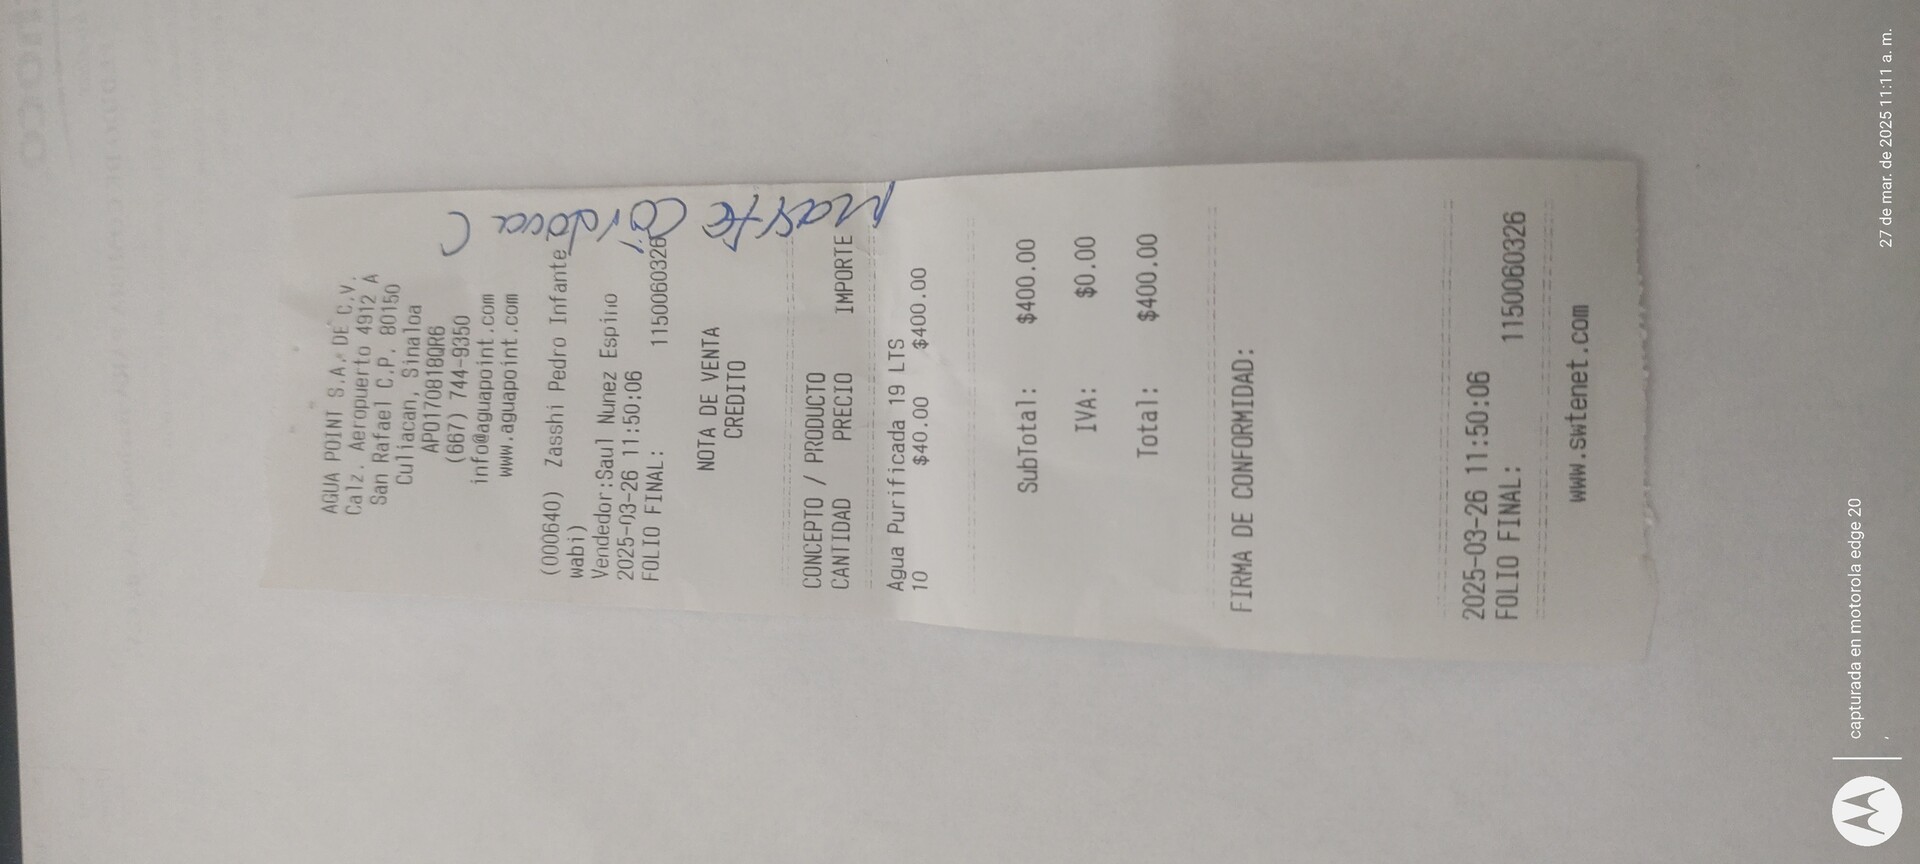 AGUA POINT S.A. DE C.V.
Calz. Aeropuerto 4912 A
San Rafael C.P. 80150
Culiacan, Sinaloa
APO170818QR6
(667) 744-9350
info@aguapoint.com
www.aguapoint.com
(000640) Zasshi Pedro Infante
wabi)
Vendedor:Saul Nunez Espino
2025-03-26 11:50:06
FOLIO FINAL: 1150060326
NOTA DE VENTA
CREDITO
Cordova C
CONCEPTO / PRODUCTO
CANTIDAD PRECIO IMPORTE
Agua Purificada 19 LTS
10 $40.00 $400.00
SubTotal: $400.00
IVA: $0.00
Total: $400.00
FIRMA DE CONFORMIDAD:
2025-03-26 11:50:06
FOLIO FINAL: 1150060326
www.swtenet.com
capturada en motorola edge 20
27 de mar. de 2025 11:11 a. m.